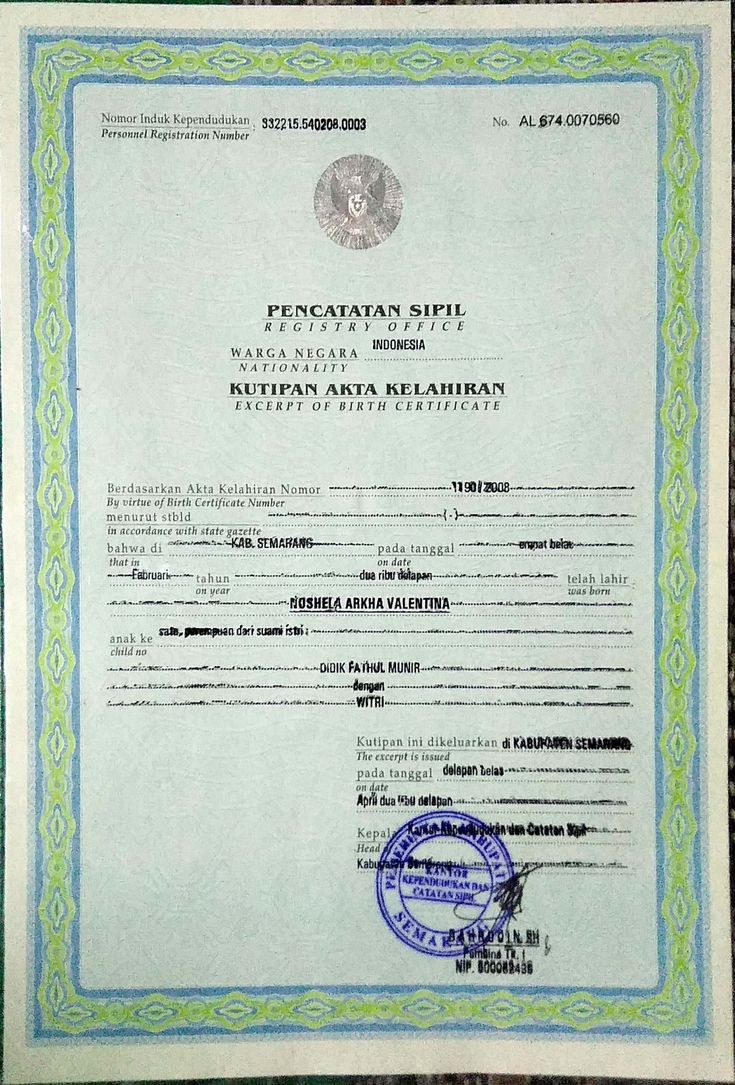 Nomor Induk Kependudukan : 332215.540208.0003 No. AL 674.0070560
Personnel Registration Number
PENCATATAN SIPIL
REGISTRY OFFICE
WARGA NEGARA INDONESIA
NATIONALITY
KUTIPAN AKTA KELAHIRAN
EXCERPT OF BIRTH CERTIFICATE
Berdasarkan Akta Kelahiran Nomor /2008
By virtue of Birth Certificate Number
menurut stbld (-)
in accordance with state gazette
bahwa di KAB. SEMARANG pada tanggal empat belas
that in on date
Februari tahun dua ribu delapan telah lahir
on year was born
NOSHELA ARKHA VALENTINA
anak ke satu, perempuan dari suami istri :
child no
DIDIK FATHUL MUNIR
dengan
WITRI
Kutipan ini dikeluarkan di KABUPATEN SEMARANG
The excerpt is issued
pada tanggal delapan belas
on date
April dua ribu delapan
Kepala Kantor Kependudukan dan Catatan Sipil
Head of
Kabupaten Semarang
PEMERINTAH KABUPATEN
KANTOR
KEPENDUDUKAN DAN
CATATAN SIPIL
SEMARANG
SH
Pembina Tk. I
NIP.